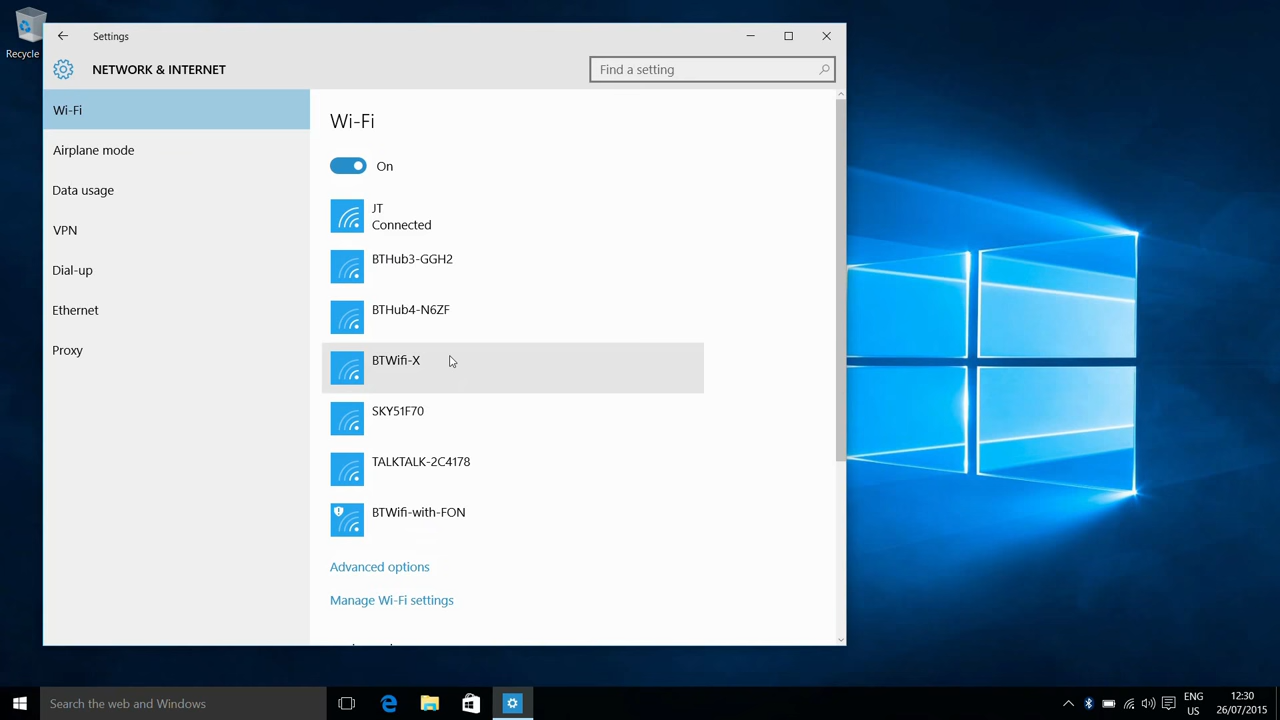 Recycle
Settings
NETWORK & INTERNET
Find a setting
Wi-Fi
Airplane mode
Data usage
VPN
Dial-up
Ethernet
Proxy
Wi-Fi
On
JT
Connected
BTHub3-GGH2
BTHub4-N6ZF
BTWifi-X
SKY51F70
TALKTALK-2C4178
BTWifi-with-FON
Advanced options
Manage Wi-Fi settings
Search the web and Windows
ENG
US
12:30
26/07/2015